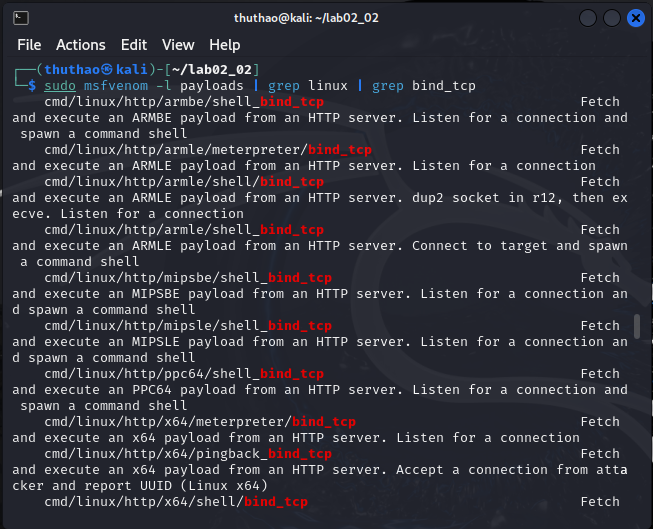 thuthao@kali: ~/lab02_02
File Actions Edit View Help
┌──(thuthao㉿kali)-[~/lab02_02]
└─$ sudo msfvenom -l payloads | grep linux | grep bind_tcp
cmd/linux/http/armbe/shell_bind_tcp Fetch
and execute an ARMBE payload from an HTTP server. Listen for a connection and
spawn a command shell
cmd/linux/http/armle/meterpreter/bind_tcp Fetch
and execute an ARMLE payload from an HTTP server. Listen for a connection
cmd/linux/http/armle/shell/bind_tcp Fetch
and execute an ARMLE payload from an HTTP server. dup2 socket in r12, then ex
ecve. Listen for a connection
cmd/linux/http/armle/shell_bind_tcp Fetch
and execute an ARMLE payload from an HTTP server. Connect to target and spawn
a command shell
cmd/linux/http/mipsbe/shell_bind_tcp Fetch
and execute an MIPSBE payload from an HTTP server. Listen for a connection an
d spawn a command shell
cmd/linux/http/mipsle/shell_bind_tcp Fetch
and execute an MIPSLE payload from an HTTP server. Listen for a connection an
d spawn a command shell
cmd/linux/http/ppc64/shell_bind_tcp Fetch
and execute an PPC64 payload from an HTTP server. Listen for a connection and
spawn a command shell
cmd/linux/http/x64/meterpreter/bind_tcp Fetch
and execute an x64 payload from an HTTP server. Listen for a connection
cmd/linux/http/x64/pingback_bind_tcp Fetch
and execute an x64 payload from an HTTP server. Accept a connection from atta
cker and report UUID (Linux x64)
cmd/linux/http/x64/shell/bind_tcp Fetch